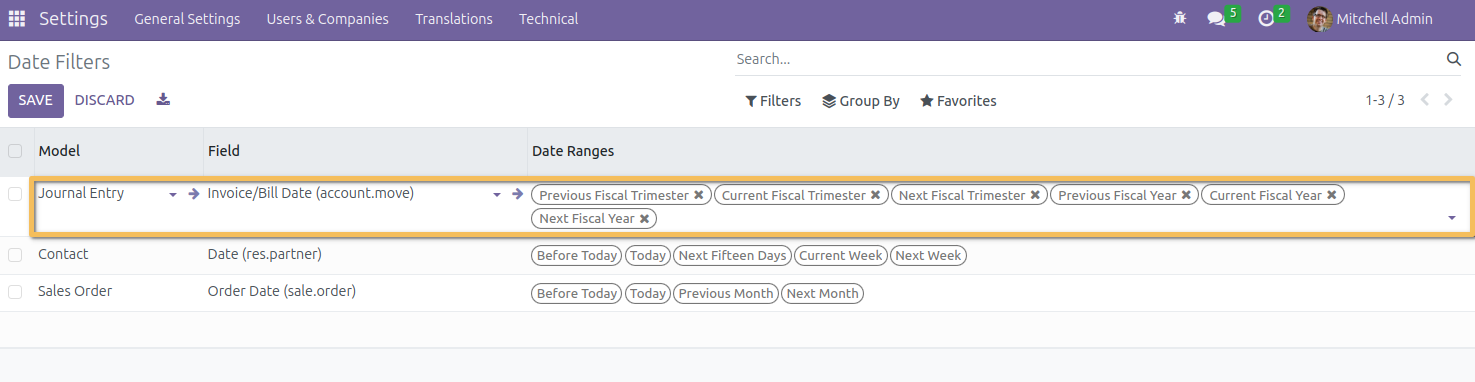 Settings General Settings Users & Companies Translations Technical 5 2 Mitchell Admin
Date Filters Search...
SAVE DISCARD Filters Group By Favorites 1-3 / 3
Model Field Date Ranges
Journal Entry Invoice/Bill Date (account.move) Previous Fiscal Trimester Current Fiscal Trimester Next Fiscal Trimester Previous Fiscal Year Current Fiscal Year
Next Fiscal Year
Contact Date (res.partner) Before Today Today Next Fifteen Days Current Week Next Week
Sales Order Order Date (sale.order) Before Today Today Previous Month Next Month